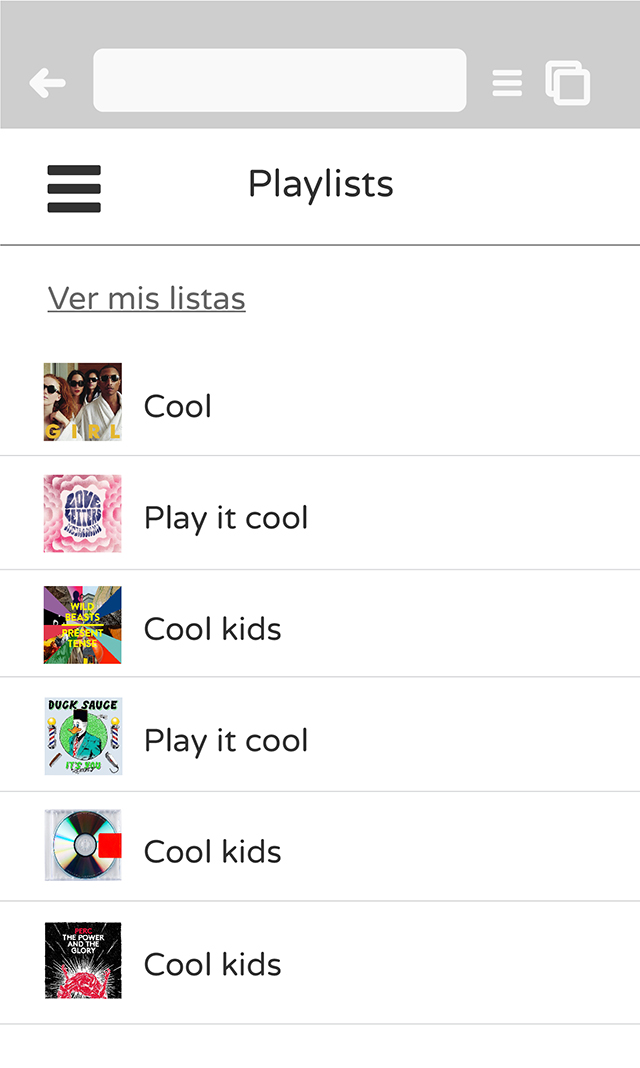 Playlists
Ver mis listas
GIRL
Cool
LOVE
LETTERS
Play it cool
WILD
BEASTS
PRESENT
TENSE
Cool kids
DUCK SAUCE
IT'S YOU
Play it cool
Cool kids
PERC
THE POWER
AND THE
GLORY
Cool kids